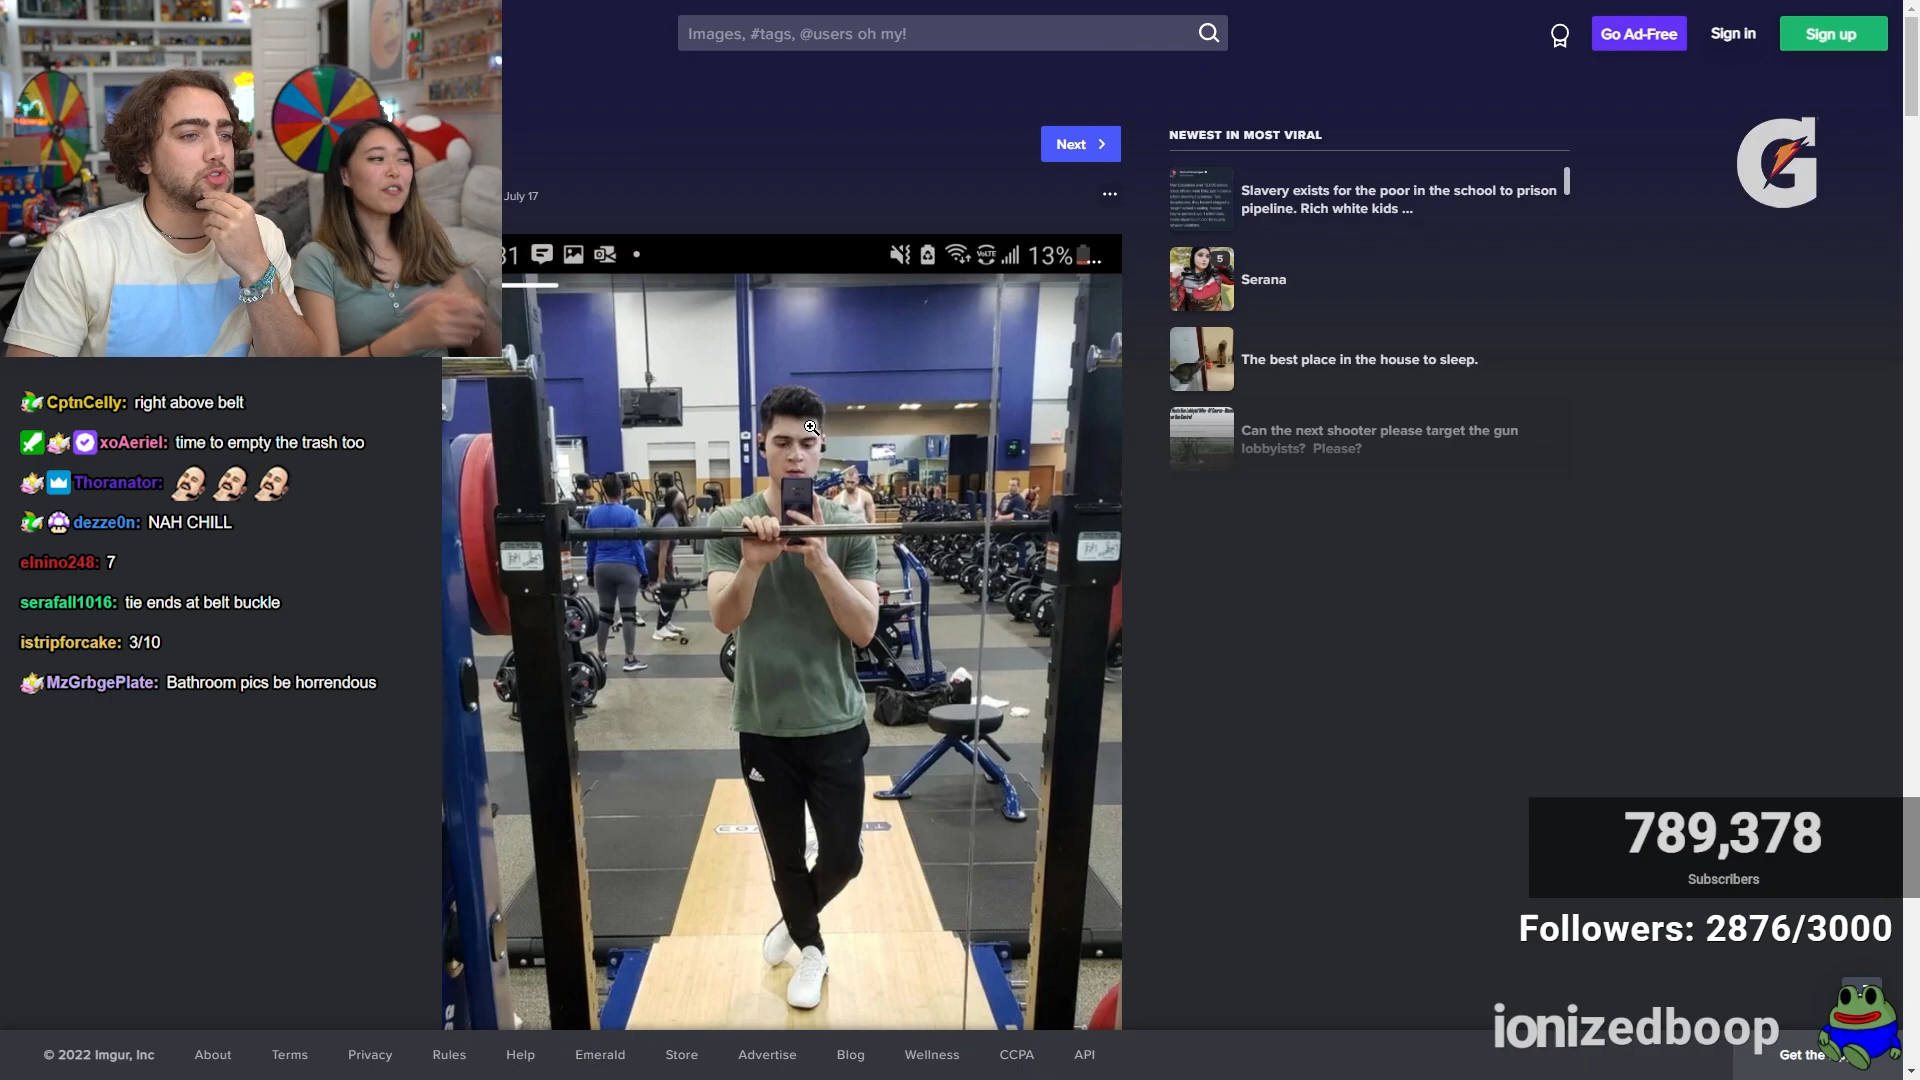 Images, #tags, @users oh my!
Go Ad-Free
Sign in
Sign up
Next
NEWEST IN MOST VIRAL
July 17
Slavery exists for the poor in the school to prison
pipeline. Rich white kids ...
31
13%
...
5
Serana
The best place in the house to sleep.
Can the next shooter please target the gun
lobbyists? Please?
CptnCelly: right above belt
xoAeriel: time to empty the trash too
Thoranator:
dezze0n: NAH CHILL
elnino248: 7
serafall1016: tie ends at belt buckle
istripforcake: 3/10
MzGrbgePlate: Bathroom pics be horrendous
G
789,378
Subscribers
Followers: 2876/3000
ionizedboop
© 2022 Imgur, Inc
About
Terms
Privacy
Rules
Help
Emerald
Store
Advertise
Blog
Wellness
CCPA
API
Get the